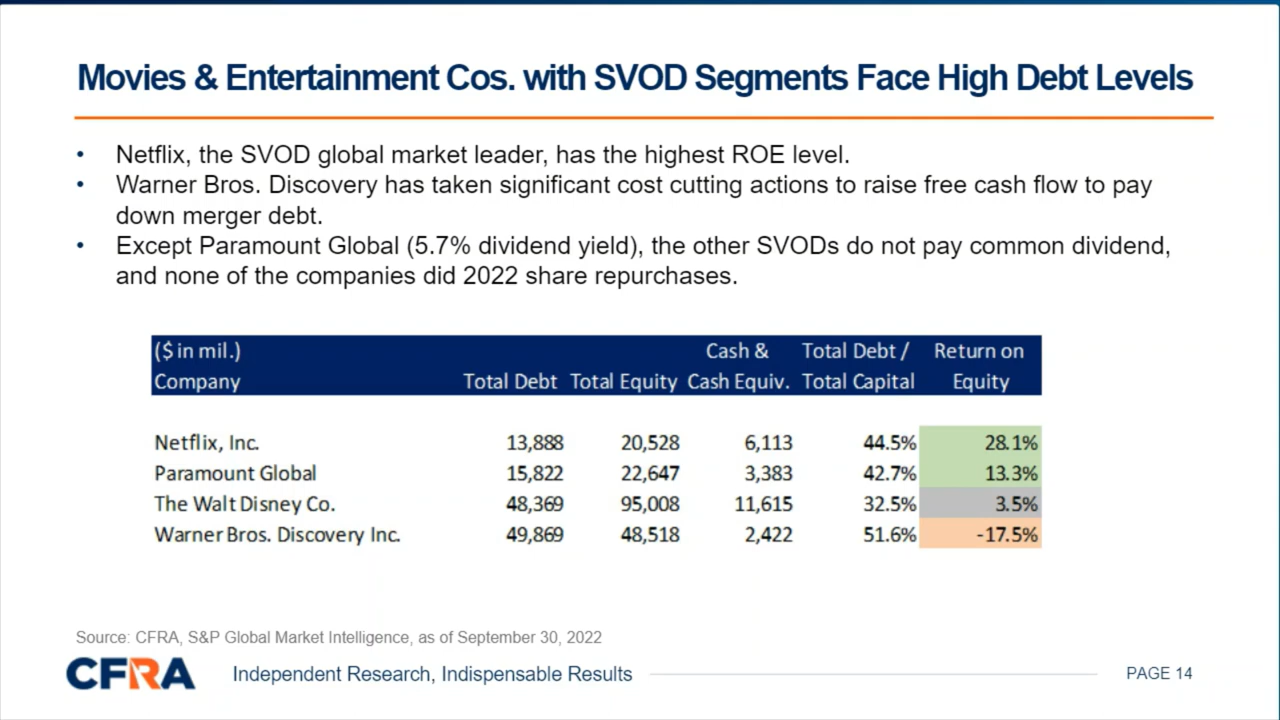 Movies & Entertainment Cos. with SVOD Segments Face High Debt Levels
• Netflix, the SVOD global market leader, has the highest ROE level.
• Warner Bros. Discovery has taken significant cost cutting actions to raise free cash flow to pay
down merger debt.
• Except Paramount Global (5.7% dividend yield), the other SVODs do not pay common dividend,
and none of the companies did 2022 share repurchases.
($ in mil.) Cash & Total Debt / Return on
Company Total Debt Total Equity Cash Equiv. Total Capital Equity
Netflix, Inc. 13,888 20,528 6,113 44.5% 28.1%
Paramount Global 15,822 22,647 3,383 42.7% 13.3%
The Walt Disney Co. 48,369 95,008 11,615 32.5% 3.5%
Warner Bros. Discovery Inc. 49,869 48,518 2,422 51.6% -17.5%
Source: CFRA, S&P Global Market Intelligence, as of September 30, 2022
CFRA Independent Research, Indispensable Results PAGE 14